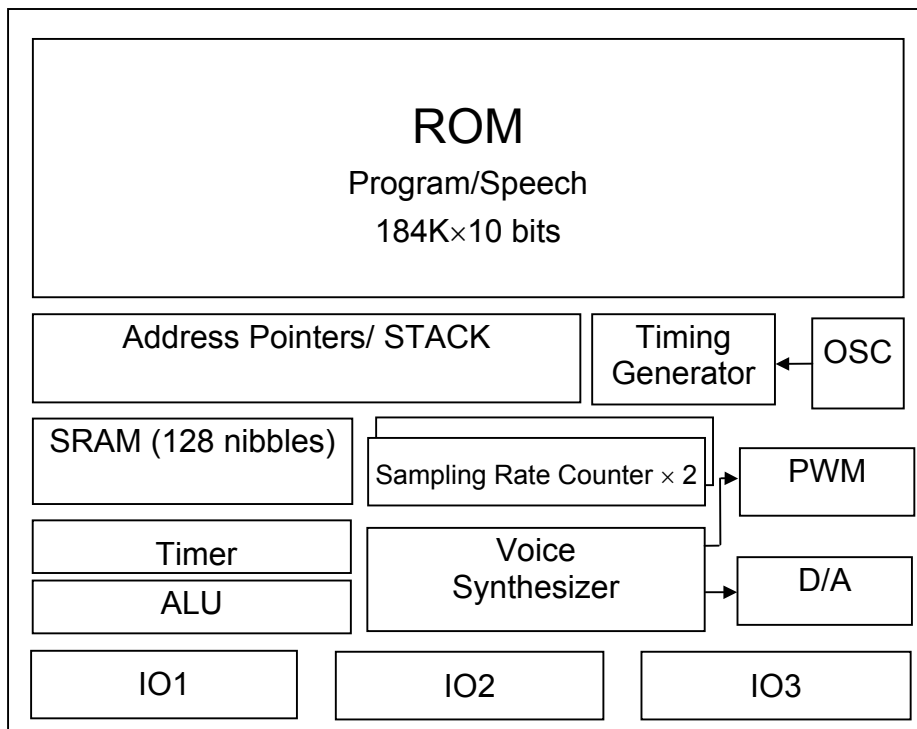 ROM
Program/Speech
184K×10 bits
Address Pointers/ STACK
Timing
Generator
OSC
SRAM (128 nibbles)
Sampling Rate Counter × 2
PWM
Timer
Voice
Synthesizer
D/A
ALU
IO1
IO2
IO3